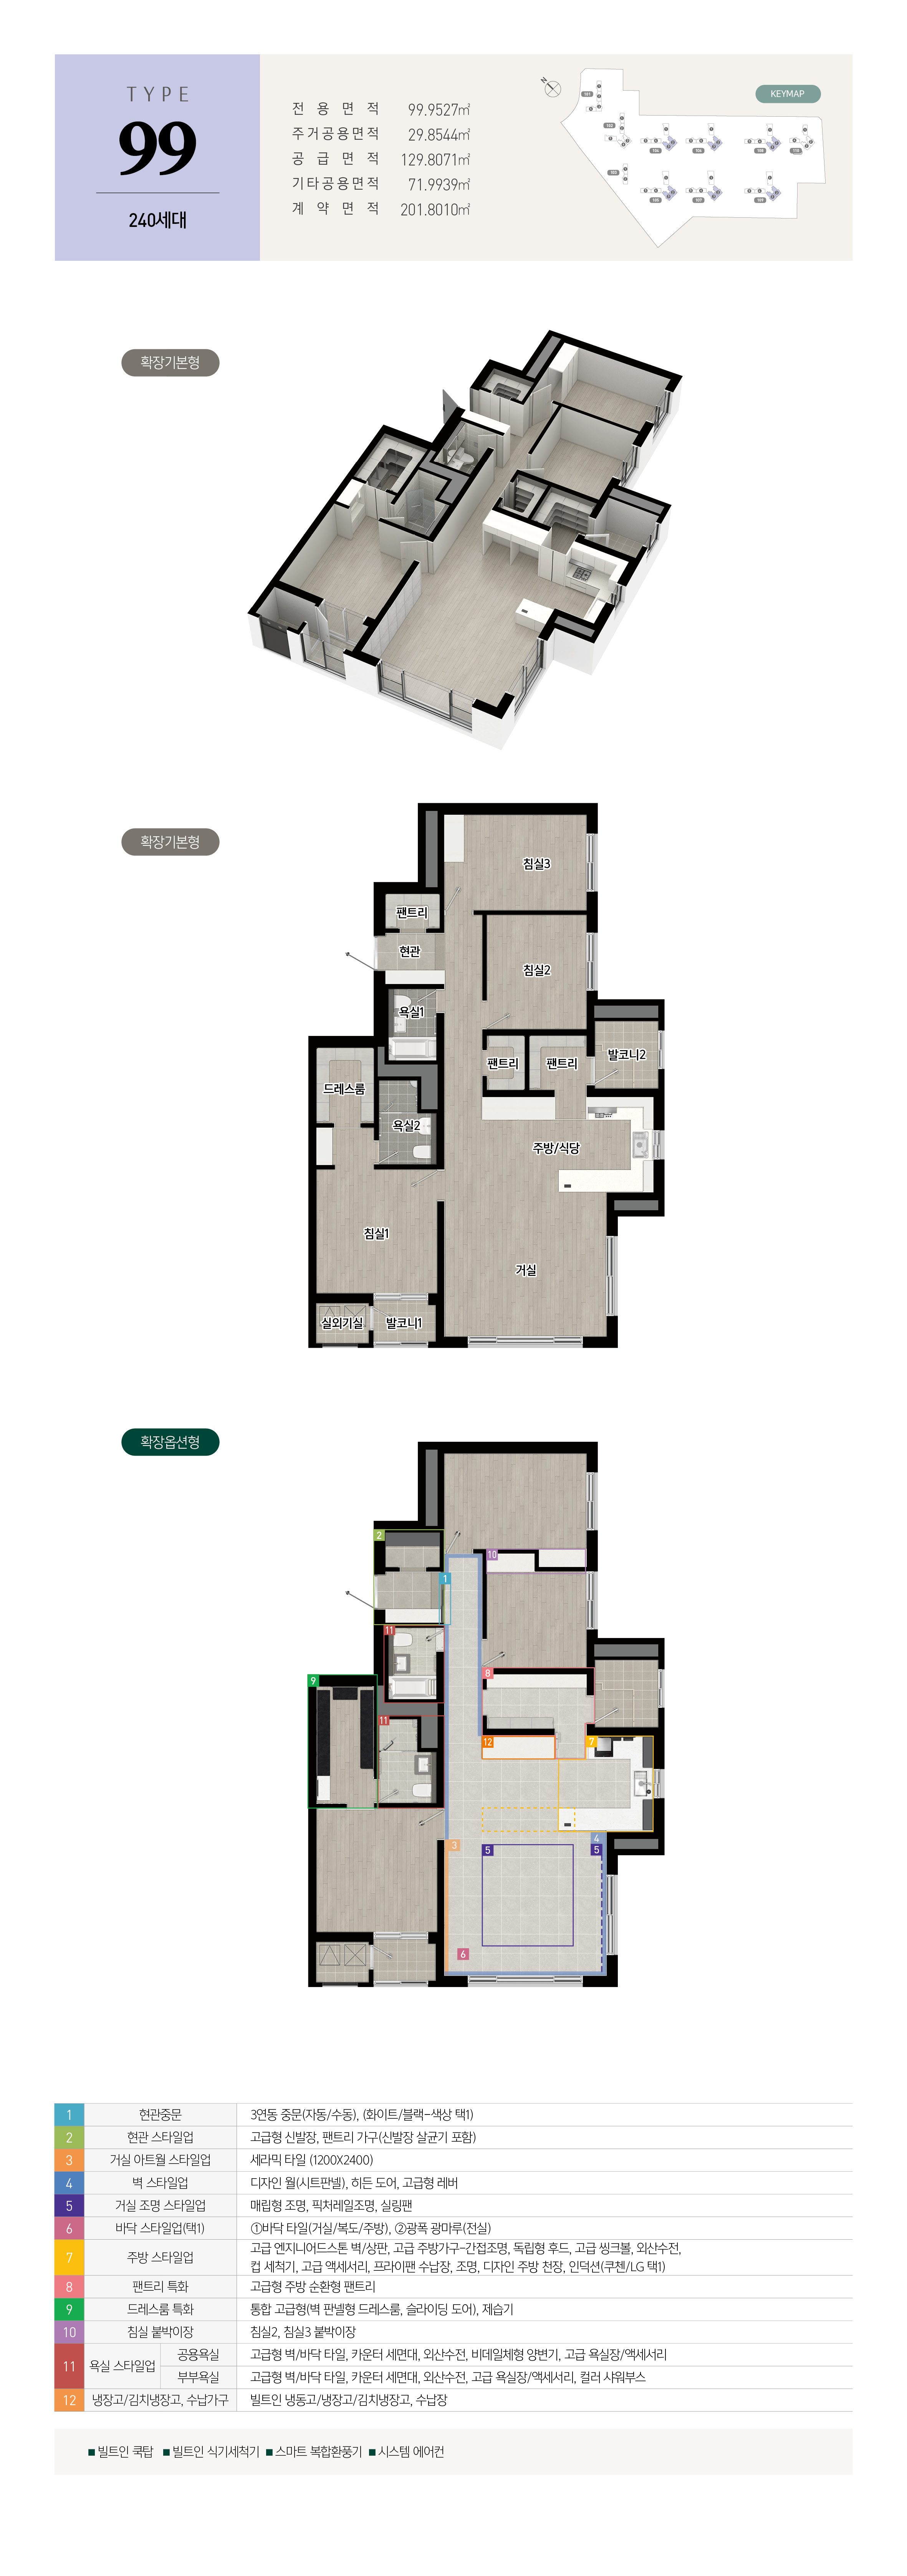 TYPE
99
240세대
전용면적 99.9527㎡
주거공용면적 29.8544㎡
공급면적 129.8071㎡
기타공용면적 71.9939㎡
계약면적 201.8010㎡
N
KEYMAP
확장기본형
확장기본형
침실3
팬트리
현관
침실2
욕실1
팬트리
팬트리
발코니2
드레스룸
욕실2
주방/식당
침실1
거실
실외기실
발코니1
확장옵션형
2
10
1
11
8
9
11
12
7
3
4
5
5
6
1 현관중문 3연동 중문(자동/수동), (화이트/블랙-색상 택1)
2 현관 스타일업 고급형 신발장, 팬트리 가구(신발장 살균기 포함)
3 거실 아트월 스타일업 세라믹 타일 (1200X2400)
4 벽 스타일업 디자인 월(시트판넬), 히든 도어, 고급형 레버
5 거실 조명 스타일업 매립형 조명, 픽처레일조명, 실링팬
6 바닥 스타일업(택1) ①바닥 타일(거실/복도/주방), ②광폭 광마루(전실)
7 주방 스타일업 고급 엔지니어드스톤 벽/상판, 고급 주방가구-간접조명, 독립형 후드, 고급 씽크볼, 외산수전,
컵 세척기, 고급 액세서리, 프라이팬 수납장, 조명, 디자인 주방 천장, 인덕션(쿠첸/LG 택1)
8 팬트리 특화 고급형 주방 순환형 팬트리
9 드레스룸 특화 통합 고급형(벽 판넬형 드레스룸, 슬라이딩 도어), 제습기
10 침실 붙박이장 침실2, 침실3 붙박이장
11 욕실 스타일업 공용욕실 고급형 벽/바닥 타일, 카운터 세면대, 외산수전, 비데일체형 양변기, 고급 욕실장/액세서리
부부욕실 고급형 벽/바닥 타일, 카운터 세면대, 외산수전, 고급 욕실장/액세서리, 컬러 샤워부스
12 냉장고/김치냉장고, 수납가구 빌트인 냉동고/냉장고/김치냉장고, 수납장
■ 빌트인 쿡탑 ■ 빌트인 식기세척기 ■ 스마트 복합환풍기 ■ 시스템 에어컨